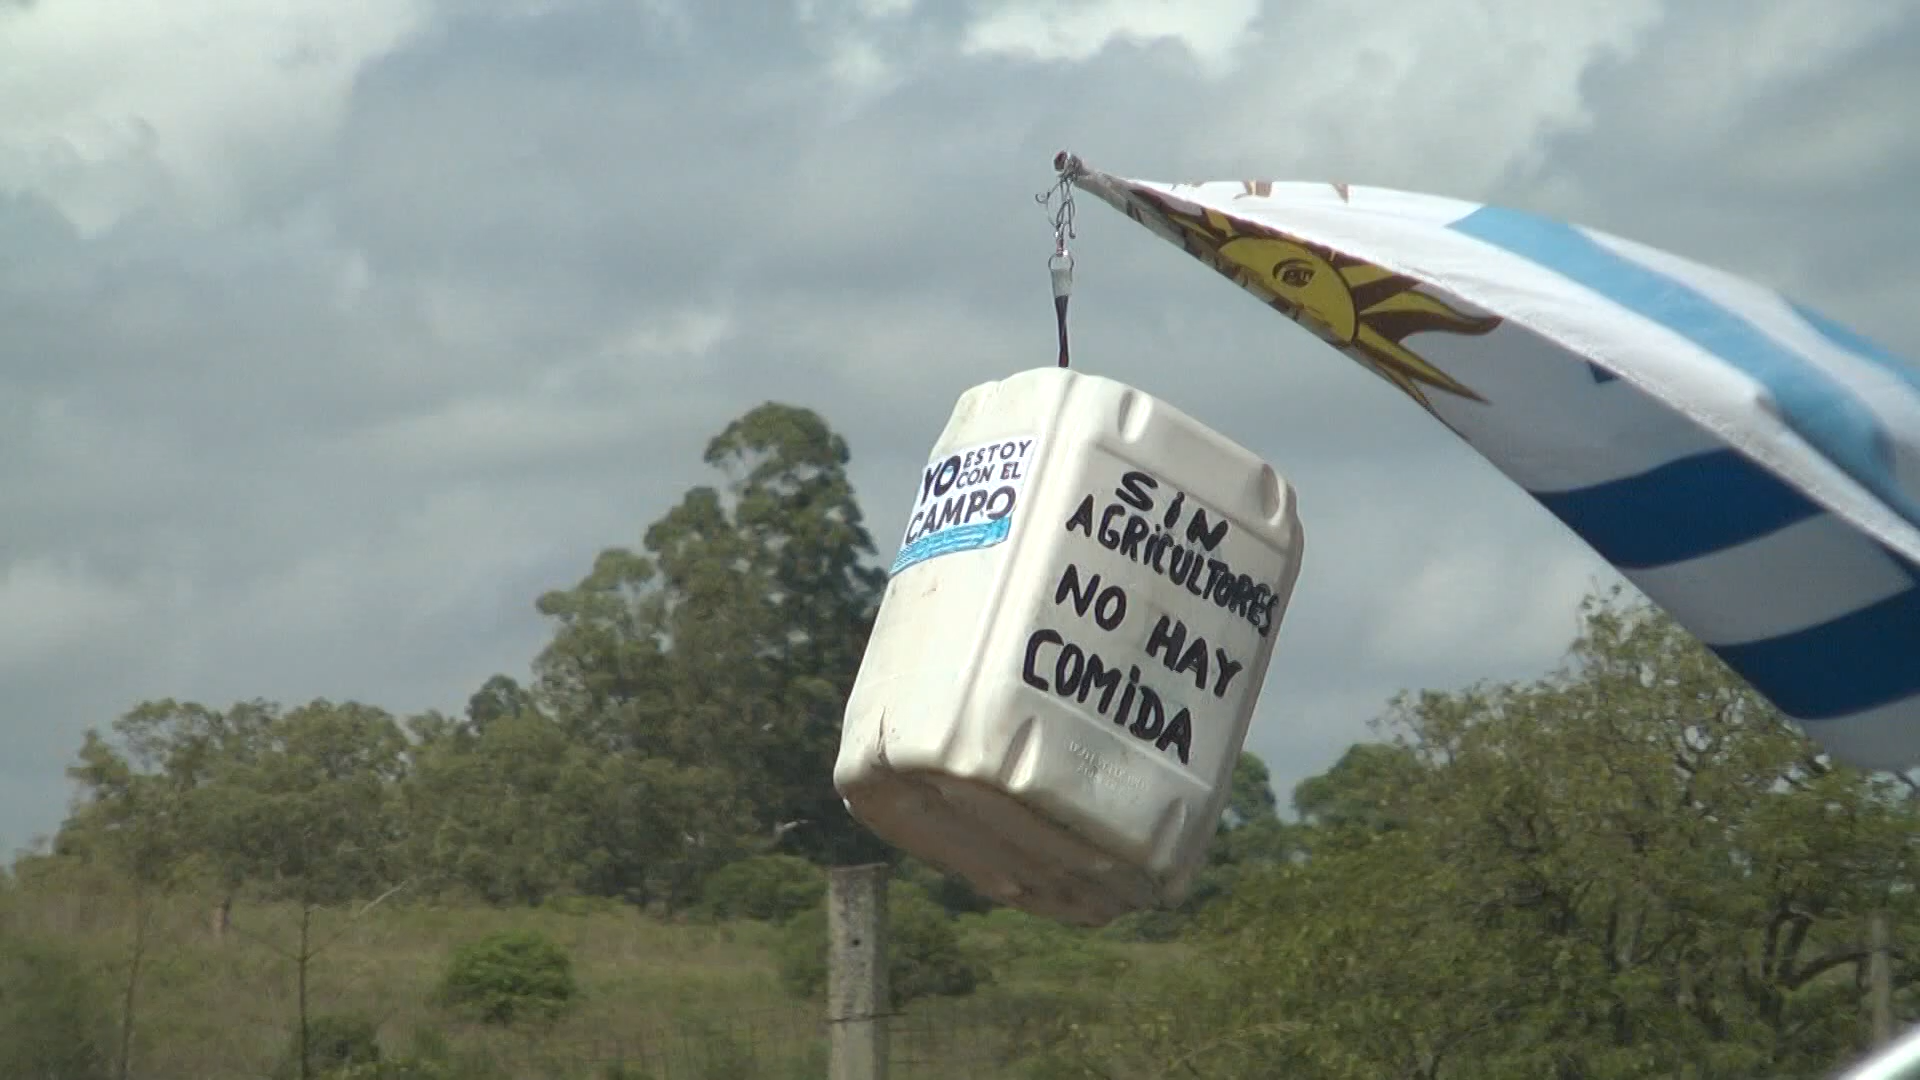 YO ESTOY
CON EL
CAMPO
SiN
AGRiCULTORES
NO HAY
COMiDA